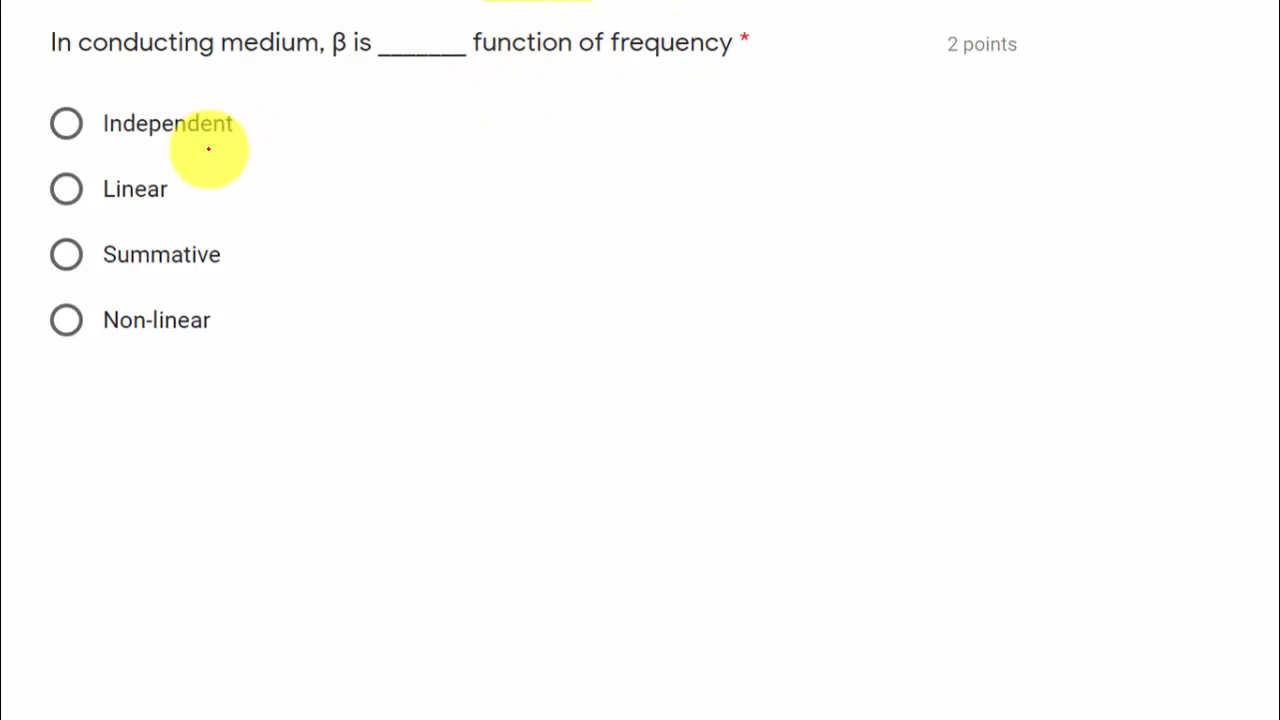 In conducting medium, β is _______ function of frequency *
2 points
Independent
Linear
Summative
Non-linear